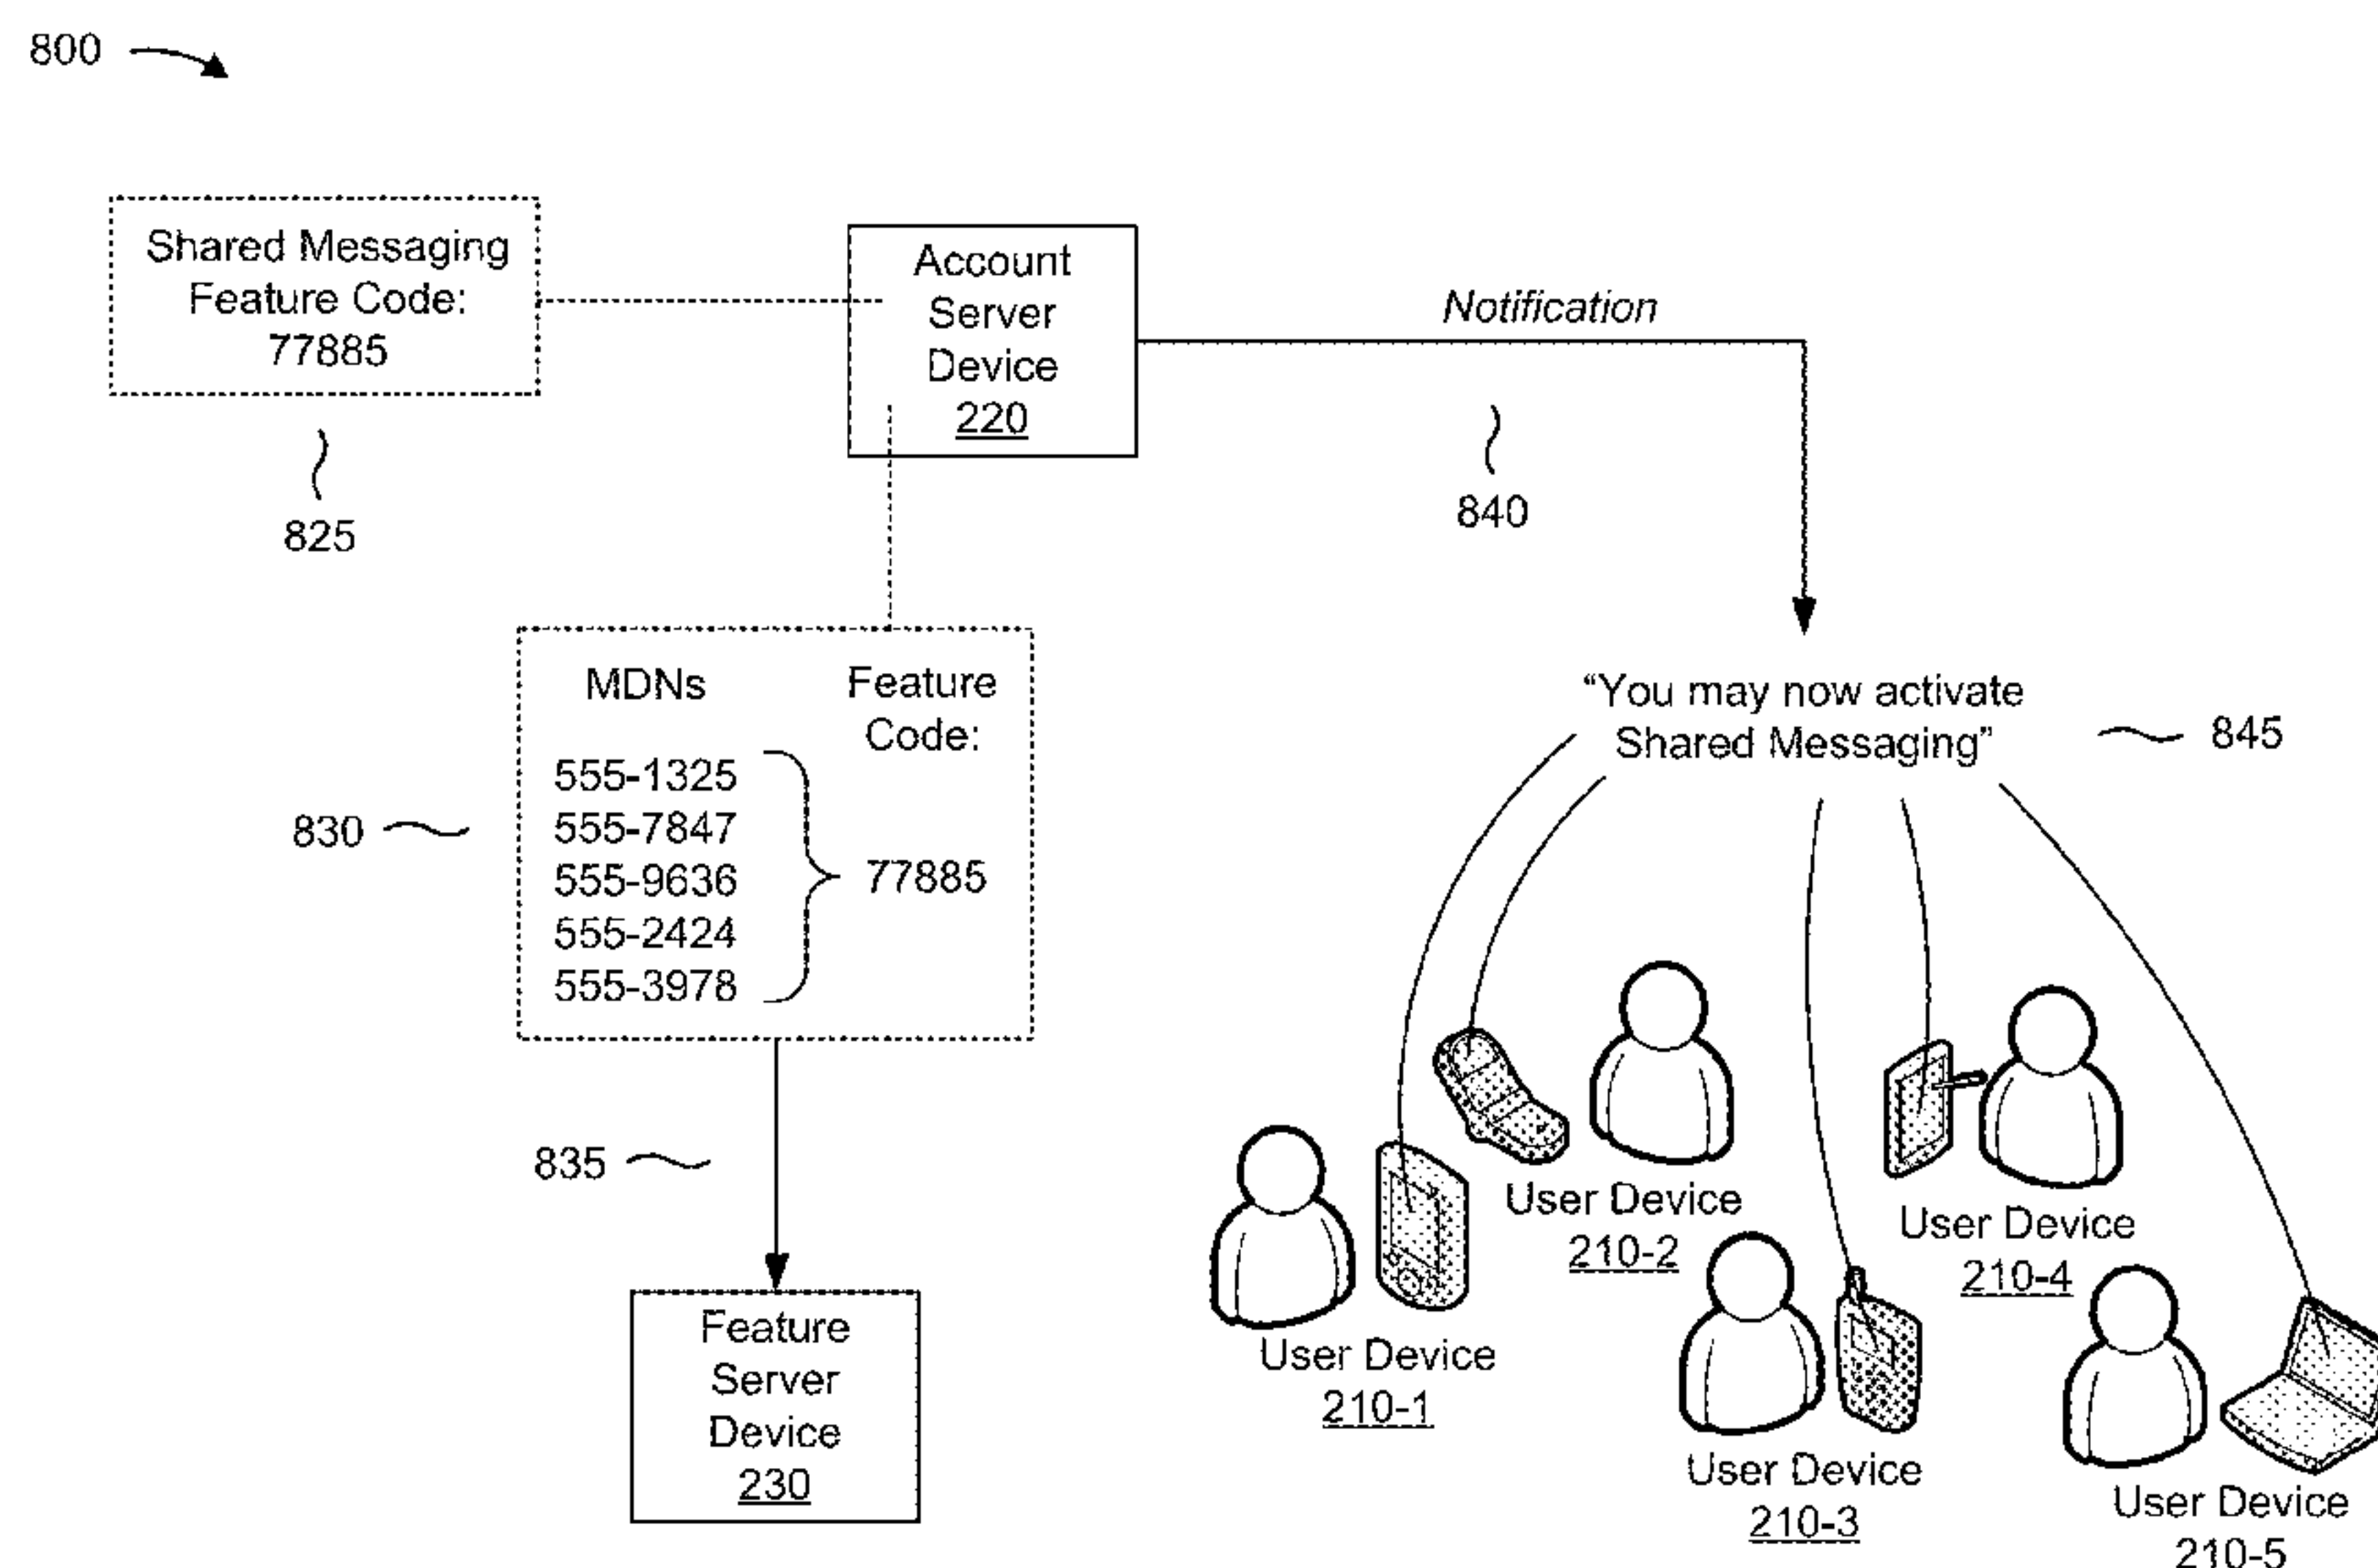 800
Shared Messaging
Feature Code:
77885
825
Account
Server
Device
220
Notification
840
MDNs
Feature
Code:
555-1325
555-7847
555-9636
555-2424
555-3978
77885
830
835
Feature
Server
Device
230
“You may now activate
Shared Messaging”
845
User Device
210-1
User Device
210-2
User Device
210-3
User Device
210-4
User Device
210-5